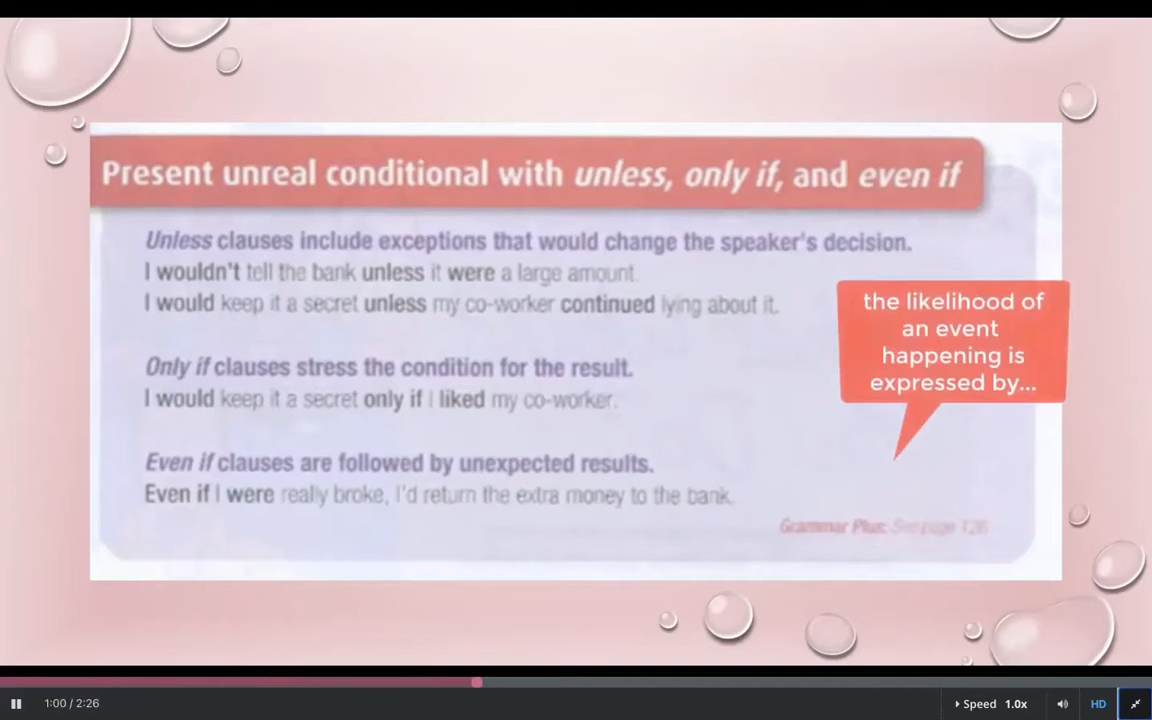 Present unreal conditional with unless, only if, and even if
Unless clauses include exceptions that would change the speaker's decision.
I wouldn't tell the bank unless it were a large amount.
I would keep it a secret unless my co-worker continued lying about it.
the likelihood of
an event
happening is
expressed by...
Only if clauses stress the condition for the result.
I would keep it a secret only if I liked my co-worker.
Even if clauses are followed by unexpected results.
Even if I were really broke, I'd return the extra money to the bank.
Grammar Plus: See page
1:00 / 2:26
Speed 1.0x
HD